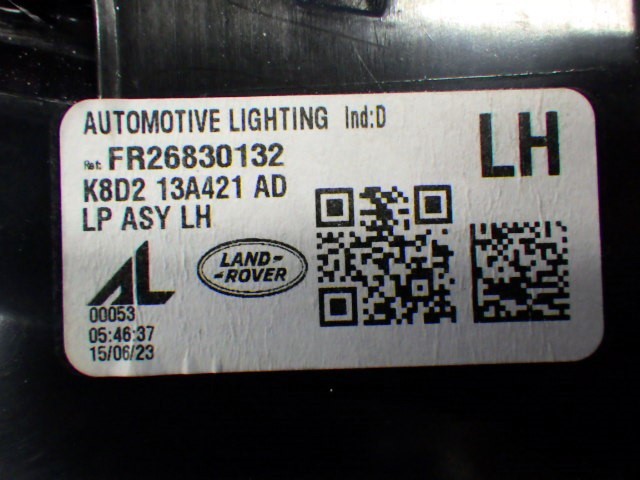 AUTOMOTIVE LIGHTING Ind:D
Ref: FR26830132
K8D2 13A421 AD
LP ASY LH
LH
AL
LAND-
-ROVER
00053
05:46:37
15/06/23